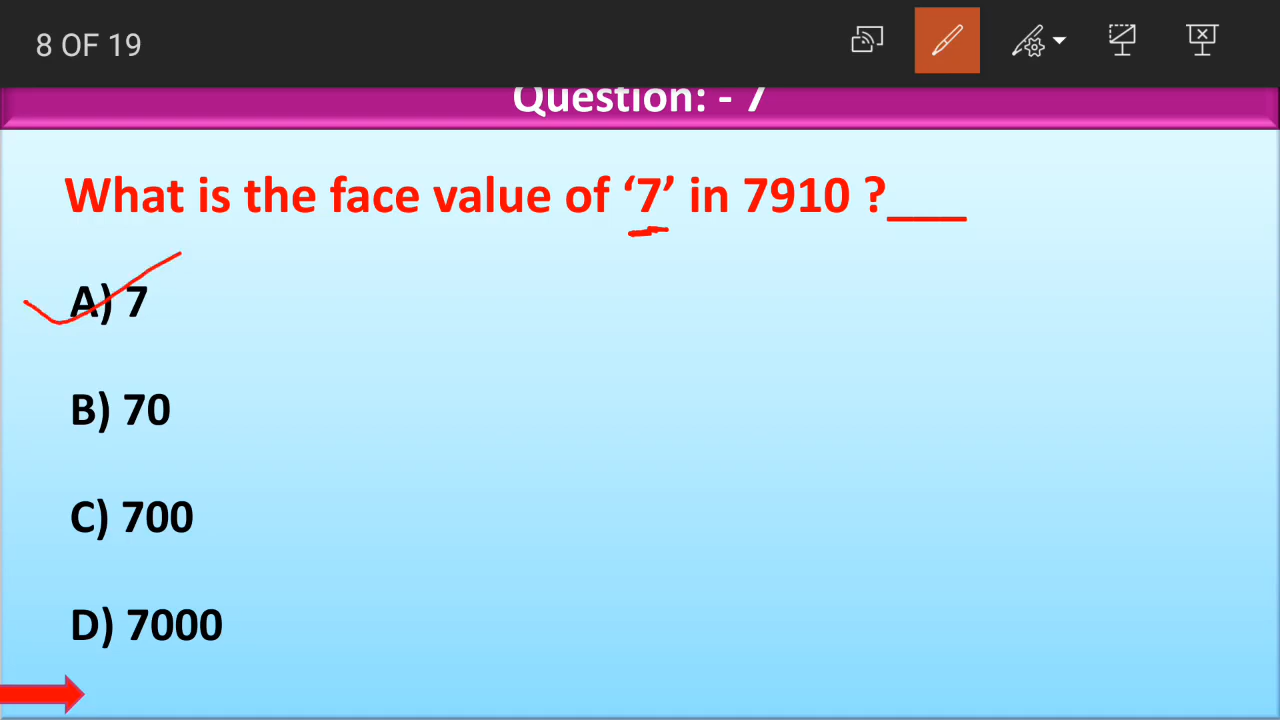 8 OF 19
Question: - 7
What is the face value of ‘7’ in 7910 ?___
A) 7
B) 70
C) 700
D) 7000